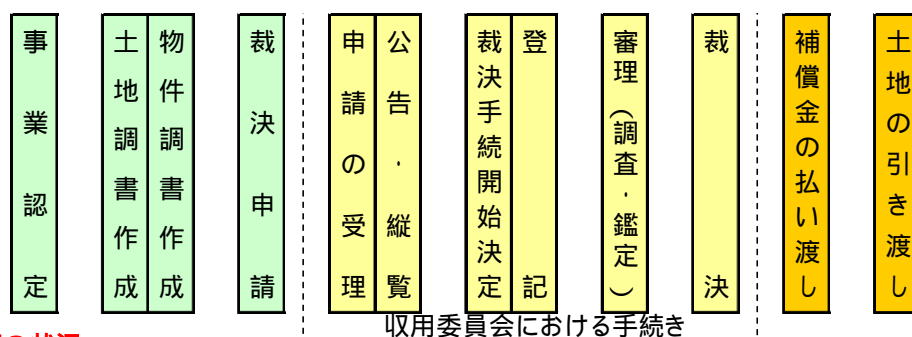 事業認定
土地調書作成
物件調書作成
裁決申請
申請の受理
公告・縦覧
裁決手続開始決定
登記
審理（調査・鑑定）
裁決
補償金の払い渡し
土地の引き渡し
収用委員会における手続き